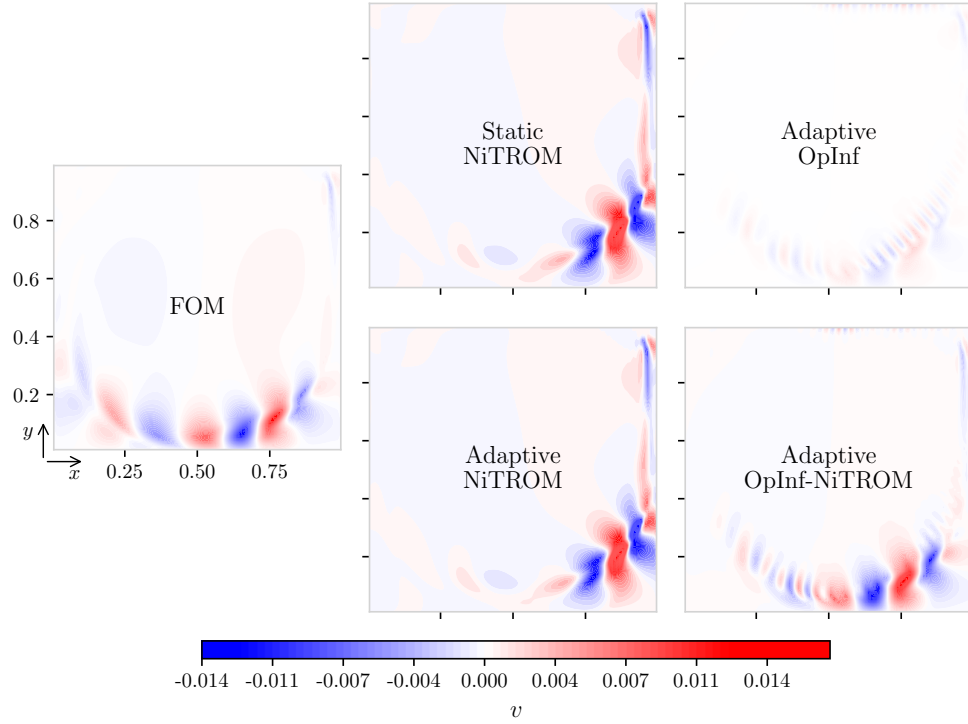 Static
NiTROM
Adaptive
OpInf
0.8
0.6
0.4
0.2
FOM
y
x
0.25
0.50
0.75
Adaptive
NiTROM
Adaptive
OpInf-NiTROM
-0.014
-0.011
-0.007
-0.004
0.000
0.004
0.007
0.011
0.014
v